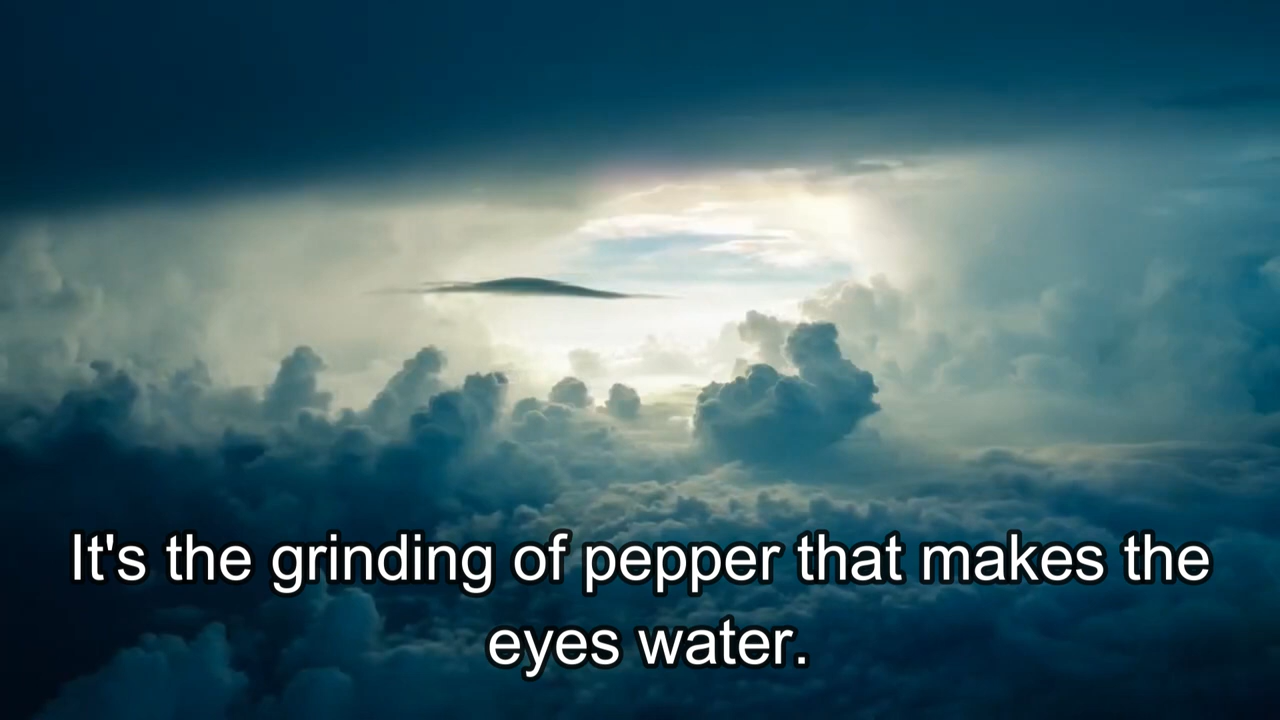 It's the grinding of pepper that makes the
eyes water.